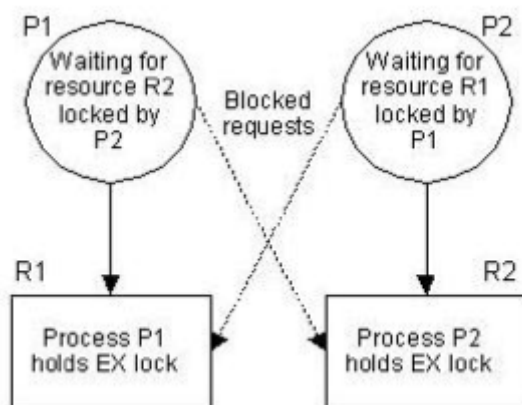 P1
P2
Waiting for
resource R2
locked by
P2
Blocked
requests
Waiting for
resource R1
locked by
P1
R1
R2
Process P1
holds EX lock
Process P2
holds EX lock